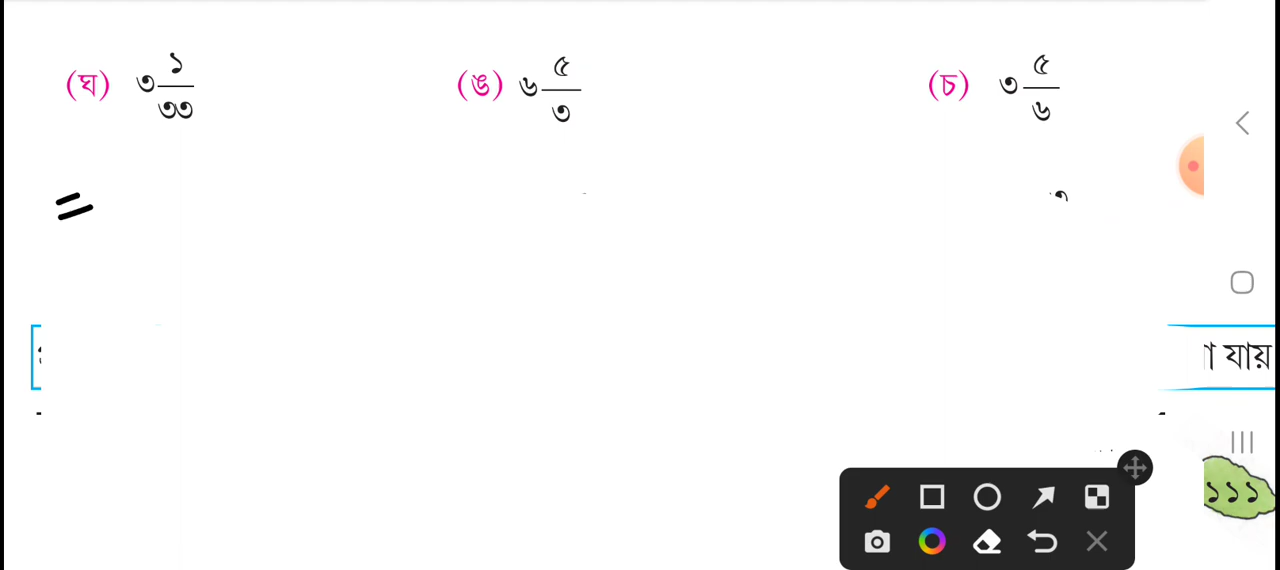 (ঘ) ৩ ১/৩৩ (ঙ) ৬ ৫/৩ (চ) ৩ ৫/৬
=
যায়
১১১